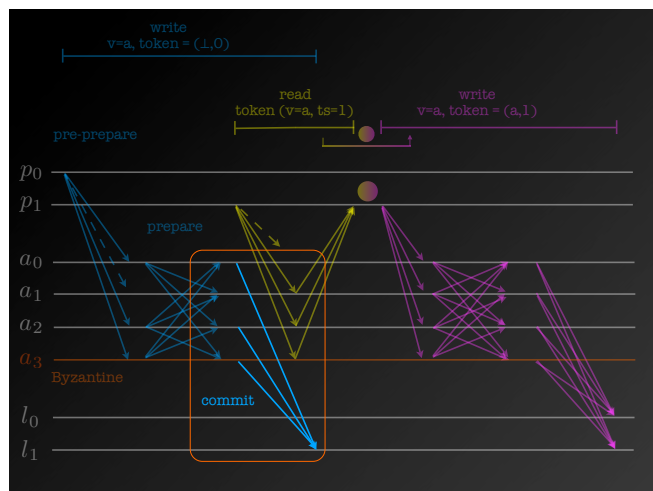 write
v=a, token = (⊥,0)
read
token (v=a, ts=1)
write
v=a, token = (a,1)
pre-prepare
p₀
p₁
prepare
a₀
a₁
a₂
a₃
Byzantine
commit
l₀
l₁